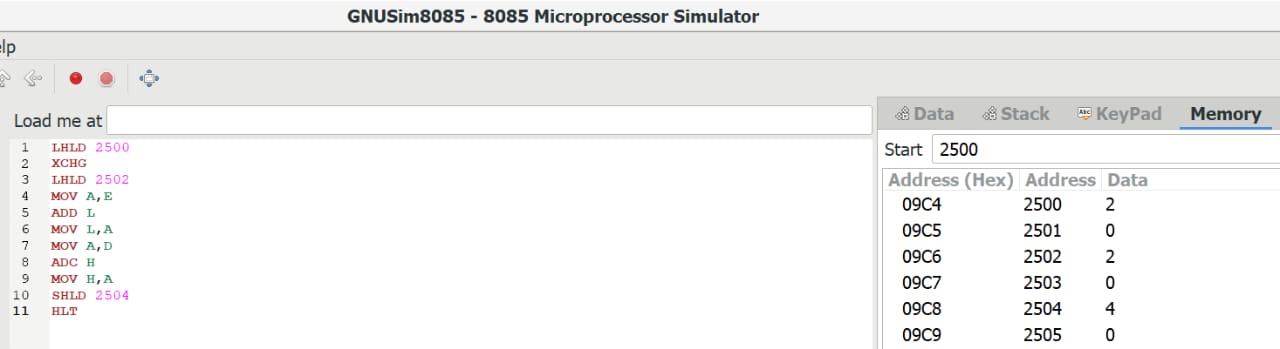 GNUSim8085 - 8085 Microprocessor Simulator
elp
Load me at
Data Stack KeyPad Memory
Start 2500
1 LHLD 2500
2 XCHG
3 LHLD 2502
4 MOV A,E
5 ADD L
6 MOV L,A
7 MOV A,D
8 ADC H
9 MOV H,A
10 SHLD 2504
11 HLT
Address (Hex) Address Data
09C4 2500 2
09C5 2501 0
09C6 2502 2
09C7 2503 0
09C8 2504 4
09C9 2505 0